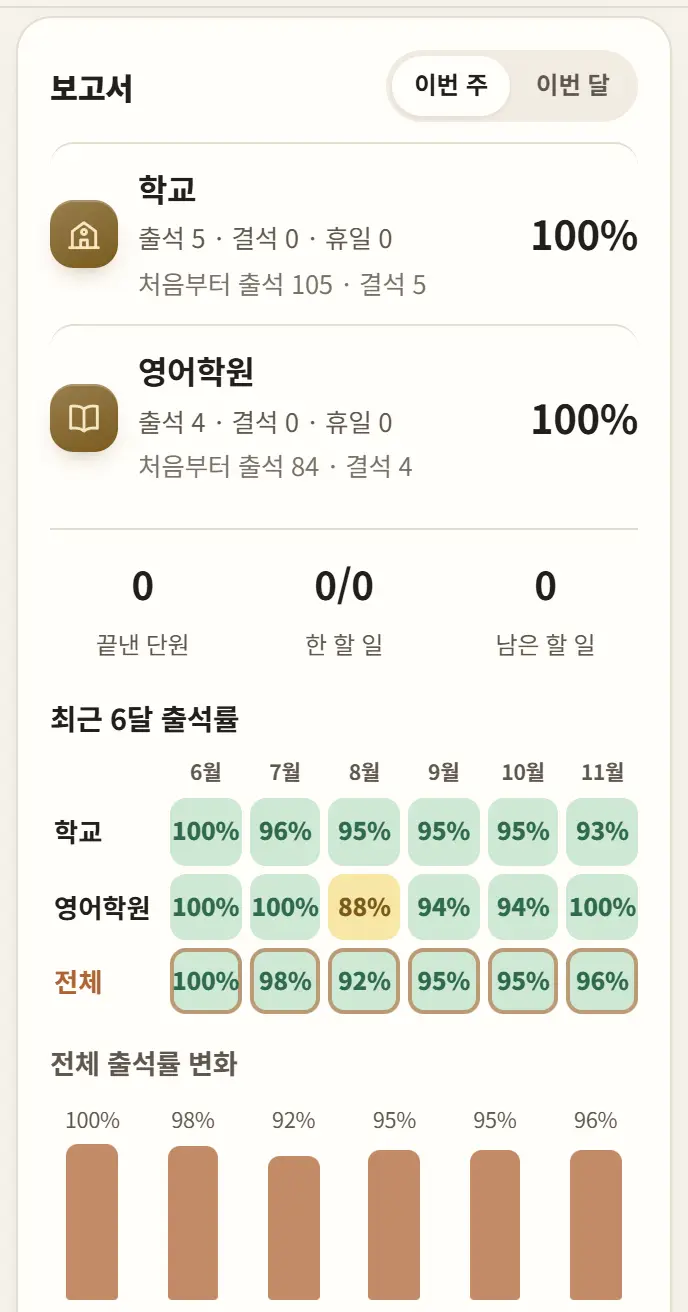 보고서
이번 주 이번 달
학교
출석 5 · 결석 0 · 휴일 0
처음부터 출석 105 · 결석 5
100%
영어학원
출석 4 · 결석 0 · 휴일 0
처음부터 출석 84 · 결석 4
100%
0 0/0 0
끝낸 단원 한 할 일 남은 할 일
최근 6달 출석률
6월 7월 8월 9월 10월 11월
학교 100% 96% 95% 95% 95% 93%
영어학원 100% 100% 88% 94% 94% 100%
전체 100% 98% 92% 95% 95% 96%
전체 출석률 변화
100% 98% 92% 95% 95% 96%